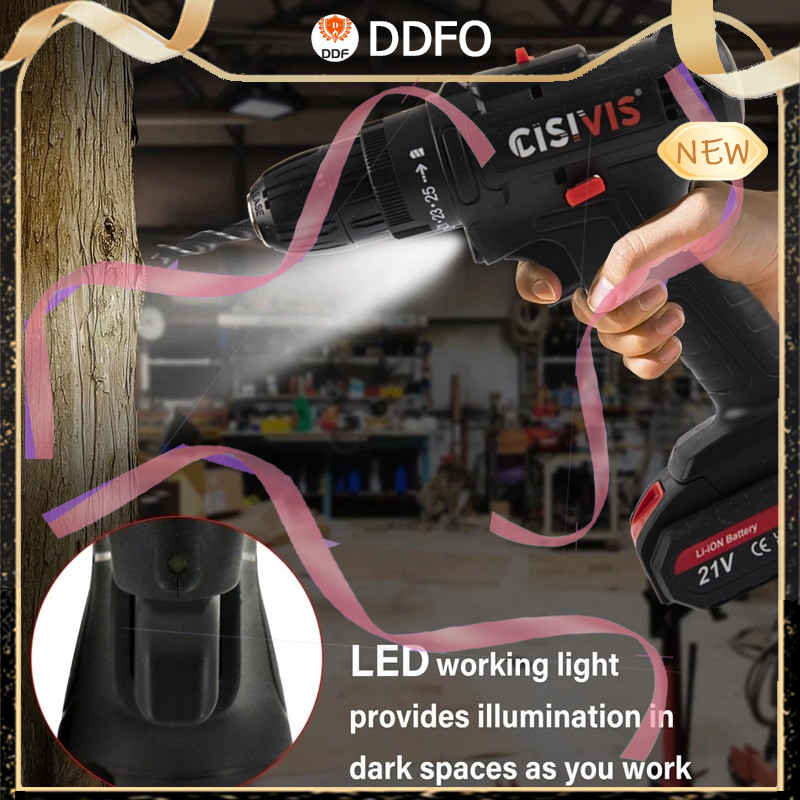 DDF
DDFO
CISIVIS®
NEW
23•25
Li-ION Battery
21V CE
LED working light
provides illumination in
dark spaces as you work